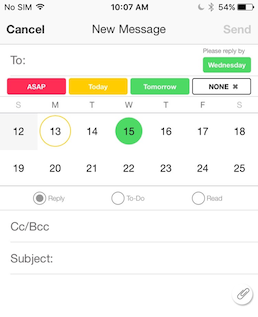 No SIM 10:07 AM 54%
Cancel New Message Send
Please reply by
To: Wednesday
ASAP Today Tomorrow NONE ✖
S M T W T F S
12 13 14 15 16 17 18
19 20 21 22 23 24 25
Reply To-Do Read
Cc/Bcc
Subject: